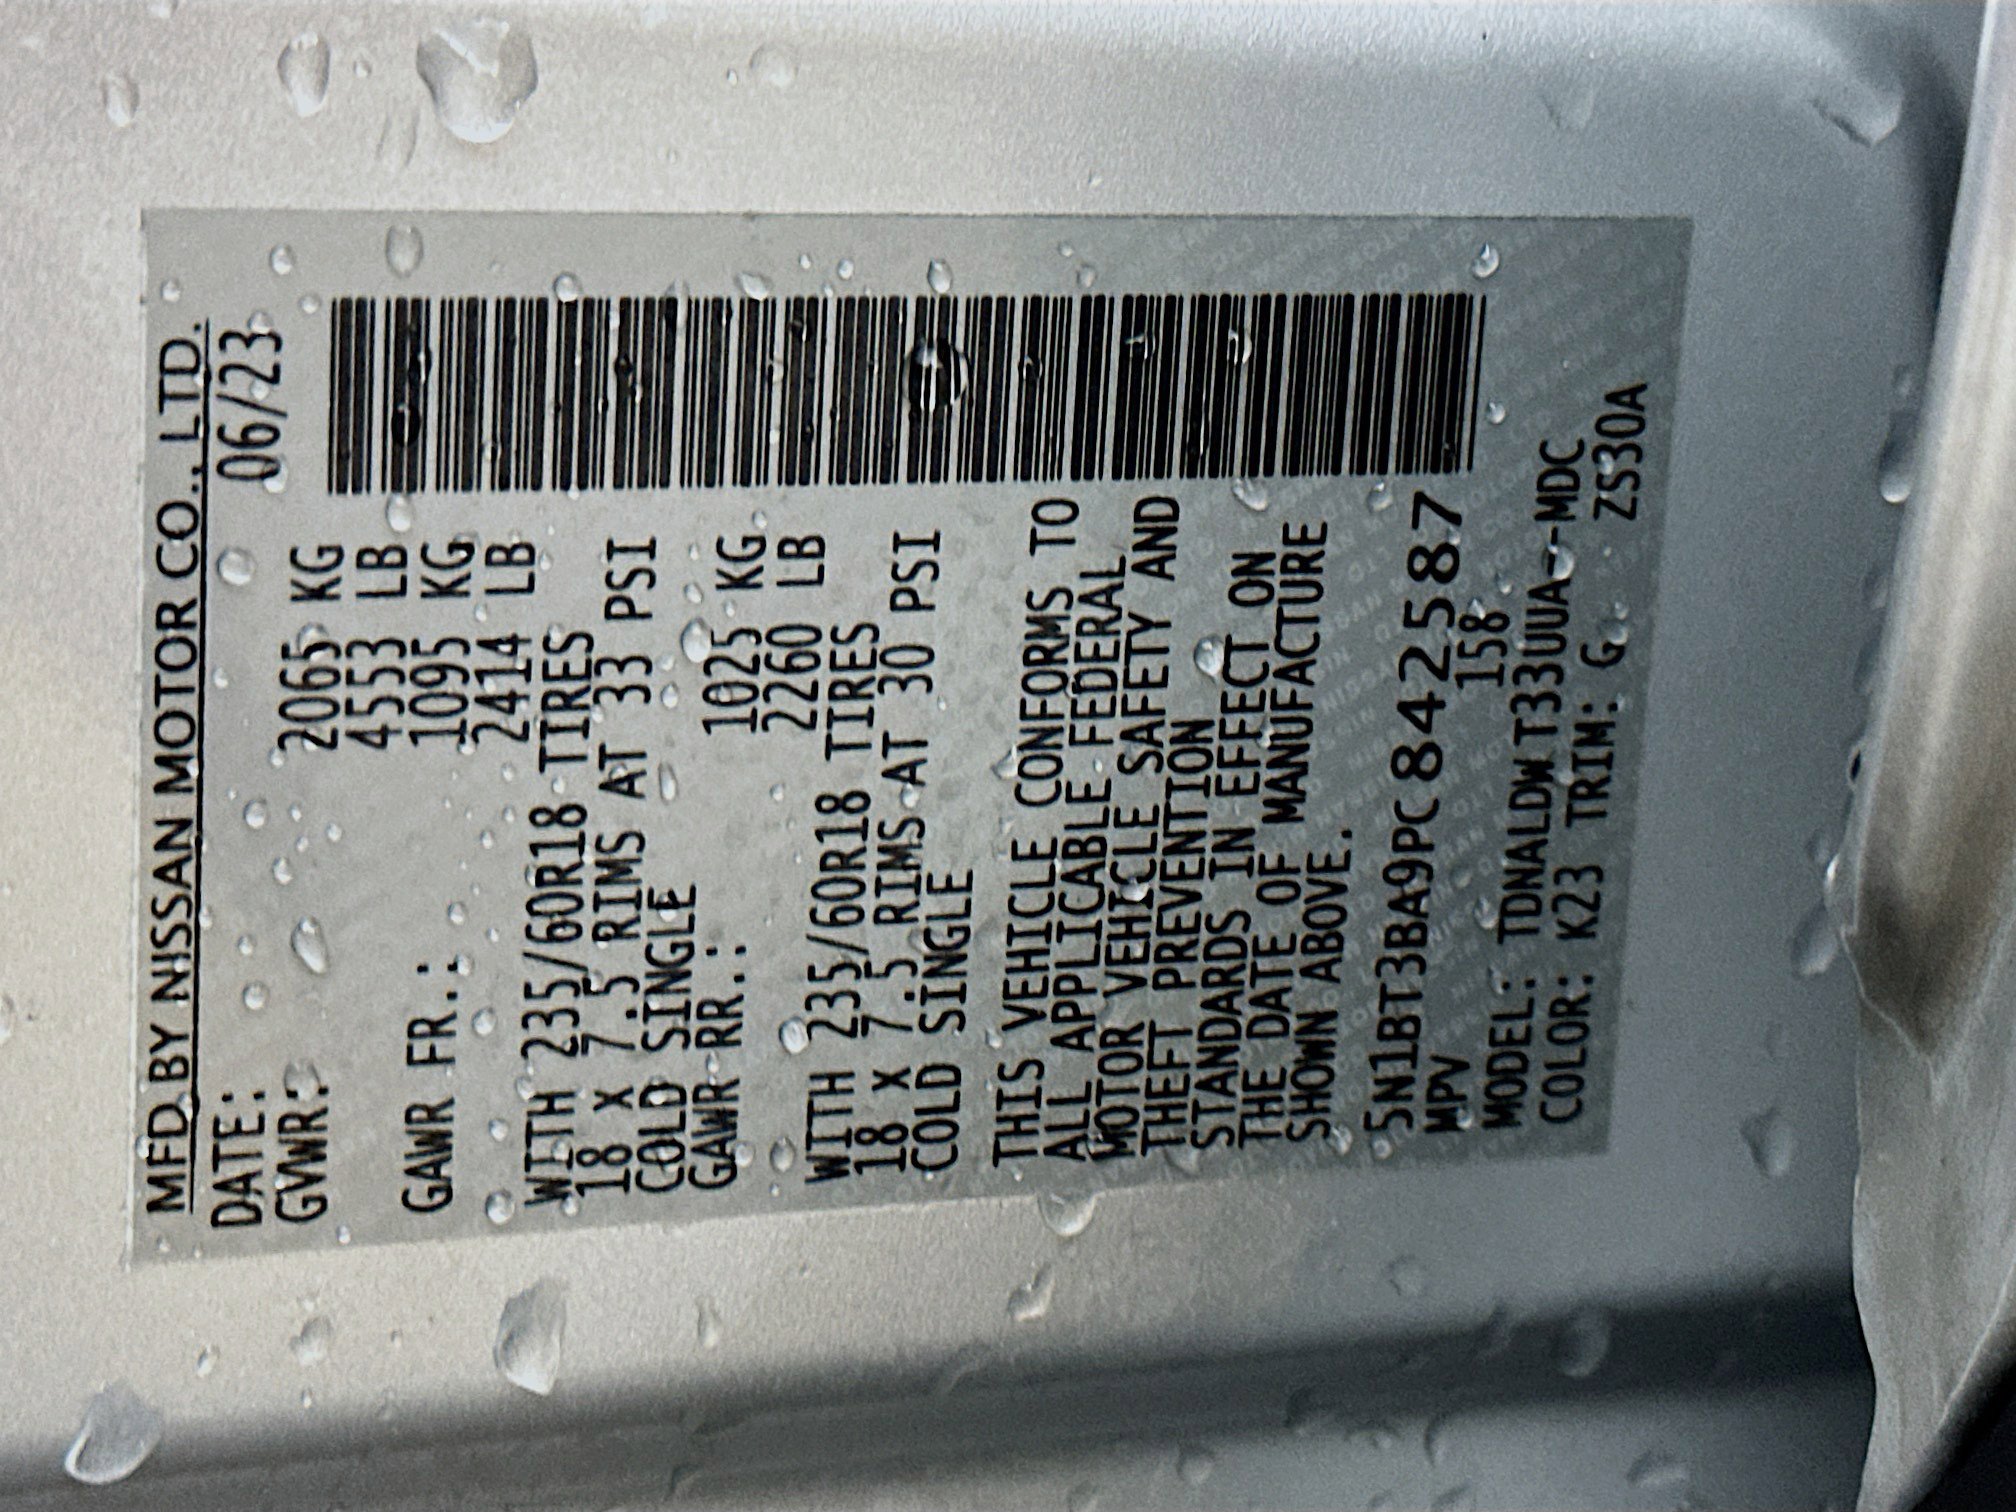 MFD BY NISSAN MOTOR CO., LTD.
DATE: 06/23
GVWR: 2065 KG
4553 LB
GAWR FR.: 1095 KG
2414 LB
WITH 235/60R18 TIRES
18 X 7.5 RIMS AT 33 PSI
COLD SINGLE
GAWR RR.: 1025 KG
2260 LB
WITH 235/60R18 TIRES
18 X 7.5 RIMS AT 30 PSI
COLD SINGLE
THIS VEHICLE CONFORMS TO
ALL APPLICABLE FEDERAL
MOTOR VEHICLE SAFETY AND
THEFT PREVENTION
STANDARDS IN EFFECT ON
THE DATE OF MANUFACTURE
SHOWN ABOVE.
5N1BT3BA9PC842587
MPV 158
MODEL: TDNALDWT33UUA--MDC
COLOR: K23 TRIM: G
ZS30A